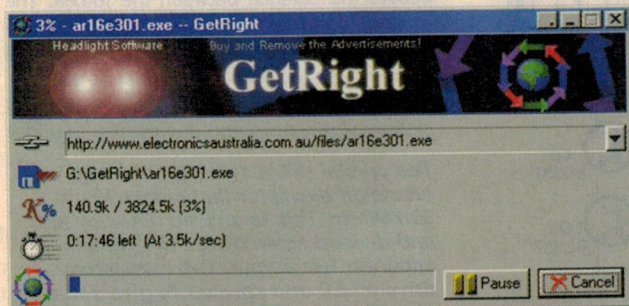 3% - ar16e301.exe -- GetRight
Headlight Software
Buy and Remove the Advertisements!
GetRight
http://www.electronicsaustralia.com.au/files/ar16e301.exe
G:\GetRight\ar16e301.exe
K%
140.9k / 3824.5k (3%)
0:17:46 left (At 3.5k/sec)
Pause
Cancel